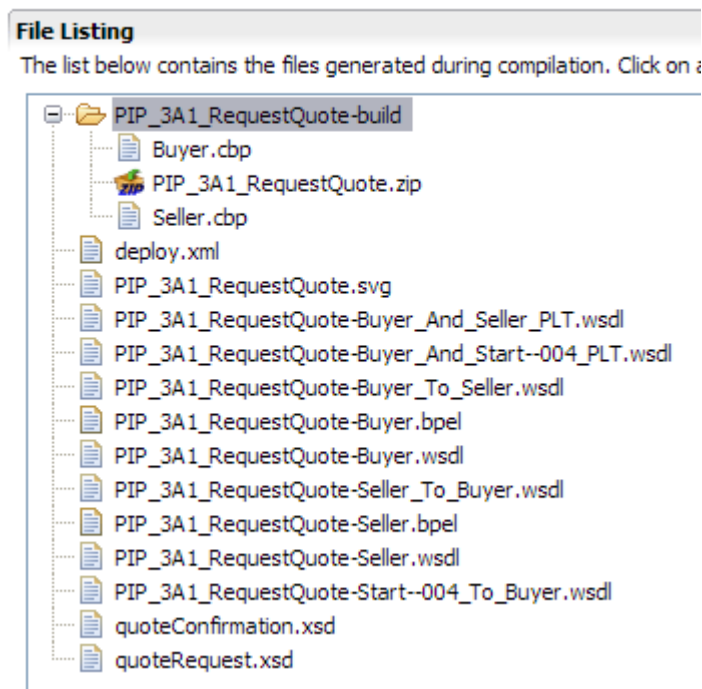 File Listing
The list below contains the files generated during compilation. Click on
PIP_3A1_RequestQuote-build
Buyer.cbp
PIP_3A1_RequestQuote.zip
Seller.cbp
deploy.xml
PIP_3A1_RequestQuote.svg
PIP_3A1_RequestQuote-Buyer_And_Seller_PLT.wsdl
PIP_3A1_RequestQuote-Buyer_And_Start--004_PLT.wsdl
PIP_3A1_RequestQuote-Buyer_To_Seller.wsdl
PIP_3A1_RequestQuote-Buyer.bpel
PIP_3A1_RequestQuote-Buyer.wsdl
PIP_3A1_RequestQuote-Seller_To_Buyer.wsdl
PIP_3A1_RequestQuote-Seller.bpel
PIP_3A1_RequestQuote-Seller.wsdl
PIP_3A1_RequestQuote-Start--004_To_Buyer.wsdl
quoteConfirmation.xsd
quoteRequest.xsd